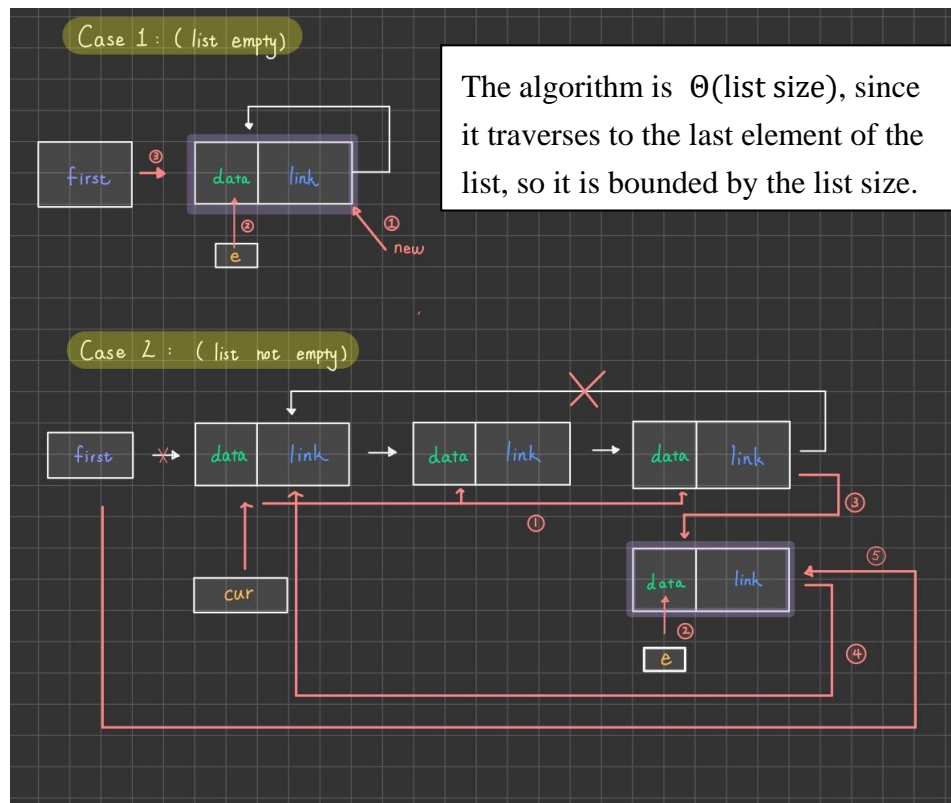 Case 1: (list empty)
The algorithm is Θ(list size), since
it traverses to the last element of the
list, so it is bounded by the list size.
first
③
data
link
②
①
e
new
Case 2: (list not empty)
first
data
link
data
link
data
link
①
③
cur
data
link
⑤
②
e
④